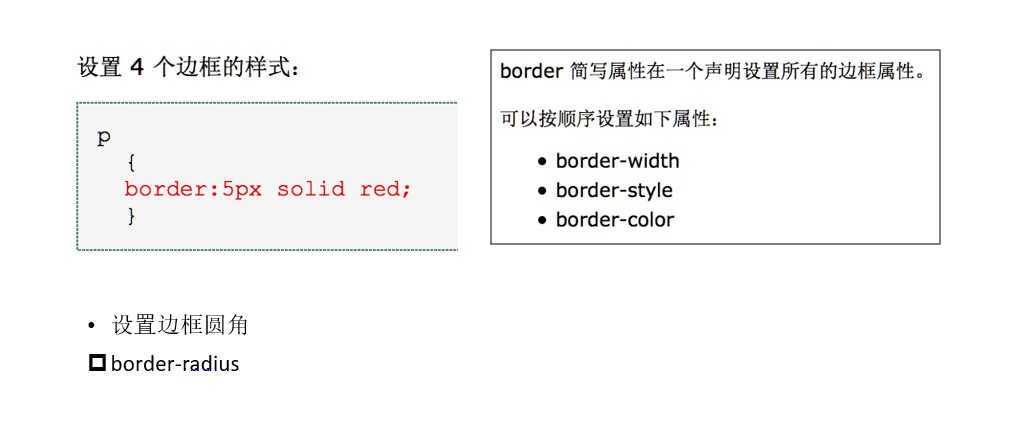 设置 4 个边框的样式：
p
{
border:5px solid red;
}
border 简写属性在一个声明设置所有的边框属性。
可以按顺序设置如下属性：
• border-width
• border-style
• border-color
• 设置边框圆角
border-radius